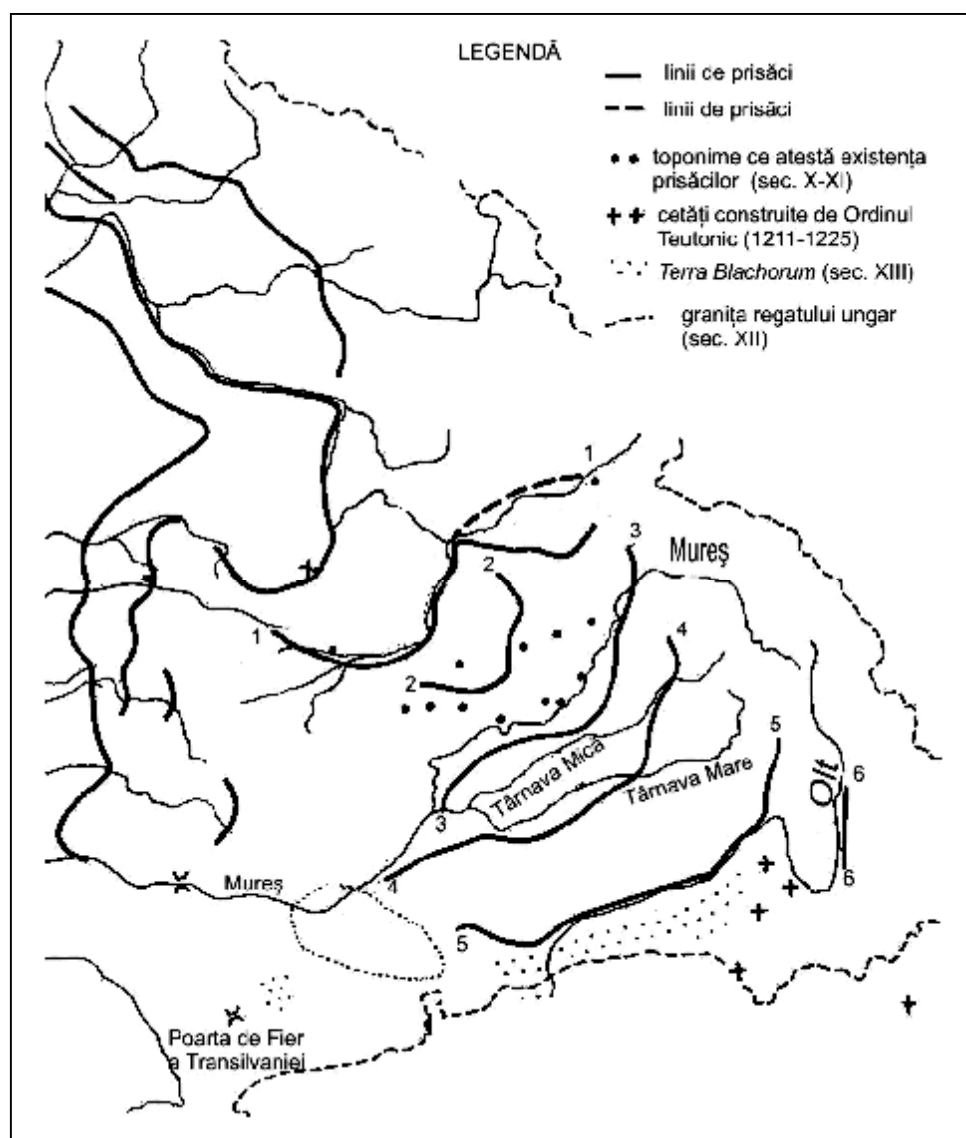 LEGENDĂ
linii de prisăci
linii de prisăci
toponime ce atestă existența
prisăcilor (sec. X-XI)
cetăți construite de Ordinul
Teutonic (1211-1225)
Terra Blachorum (sec. XIII)
granița regatului ungar
(sec. XII)
1
3
Mureș
2
4
1
2
5
Târnava Mică
Târnava Mare
Olt
6
3
4
Mureș
6
5
Poarta de Fier
a Transilvaniei